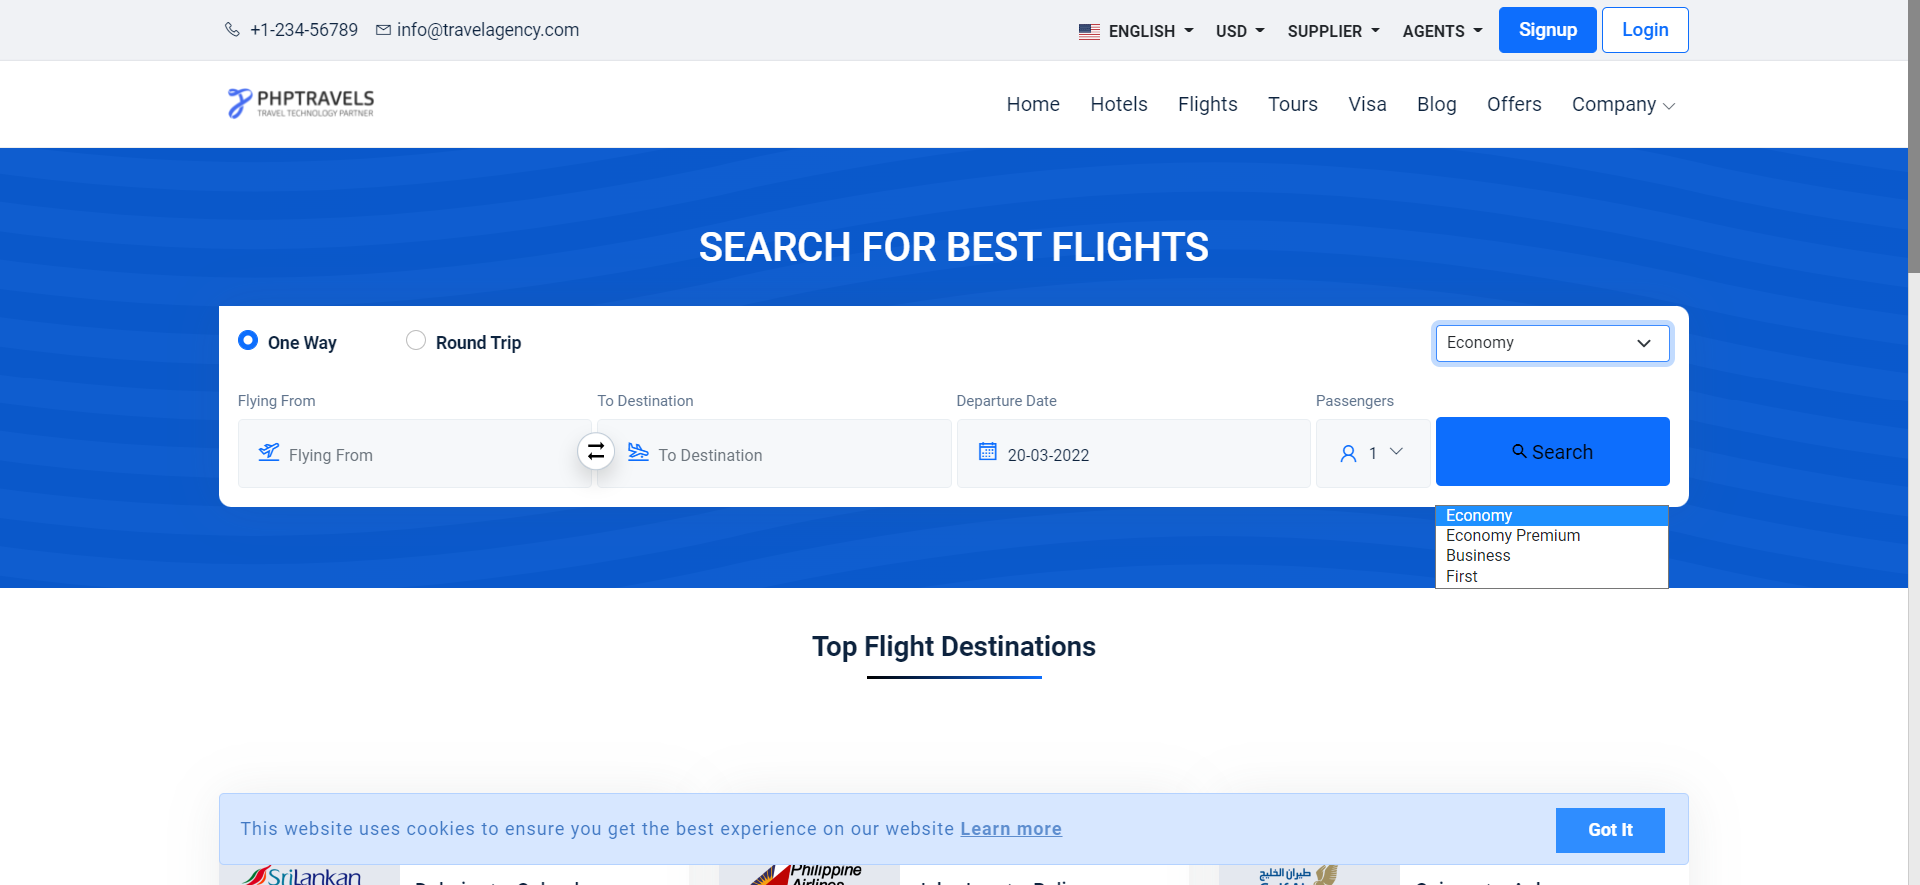 +1-234-56789 info@travelagency.com ENGLISH USD SUPPLIER AGENTS Signup Login
PHPTRAVELS
TRAVEL TECHNOLOGY PARTNER
Home Hotels Flights Tours Visa Blog Offers Company
SEARCH FOR BEST FLIGHTS
One Way Round Trip Economy
Flying From To Destination Departure Date Passengers
Flying From To Destination 20-03-2022 1 Search
Economy
Economy Premium
Business
First
Top Flight Destinations
This website uses cookies to ensure you get the best experience on our website Learn more Got It
SriLankan Philippine طيران الخليج
Airlines